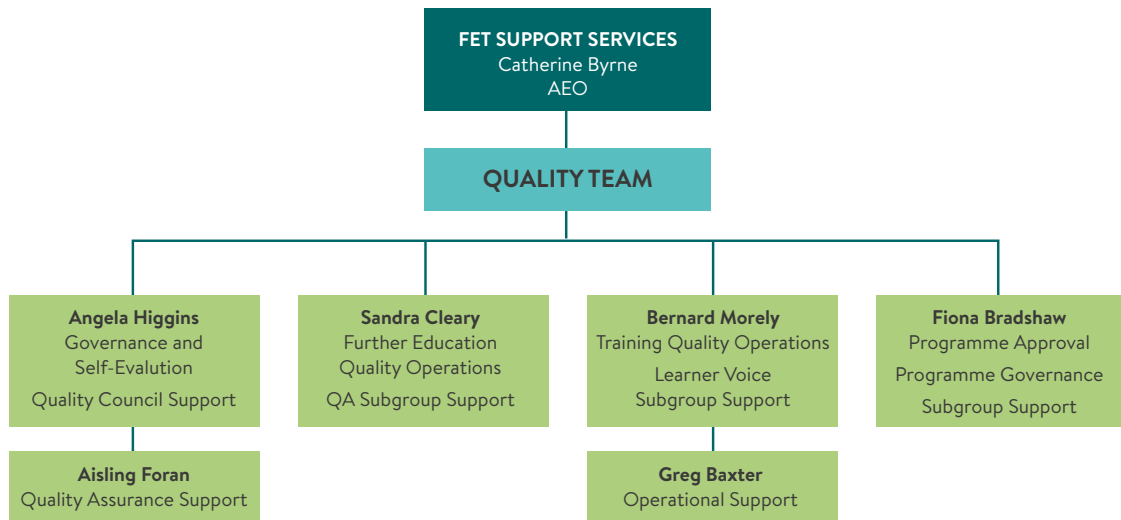 FET SUPPORT SERVICES
Catherine Byrne
AEO
QUALITY TEAM
Angela Higgins
Governance and
Self-Evalution
Quality Council Support
Sandra Cleary
Further Education
Quality Operations
QA Subgroup Support
Bernard Morely
Training Quality Operations
Learner Voice
Subgroup Support
Fiona Bradshaw
Programme Approval
Programme Governance
Subgroup Support
Aisling Foran
Quality Assurance Support
Greg Baxter
Operational Support